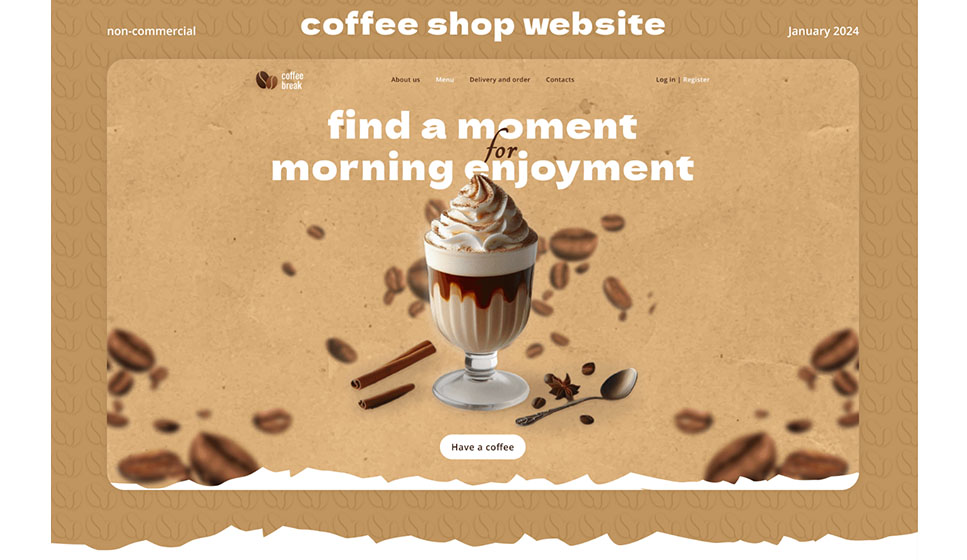 coffee shop website
non-commercial
January 2024
coffee
break
About us
Menu
Delivery and order
Contacts
Log in | Register
find a moment
for
morning enjoyment
Have a coffee